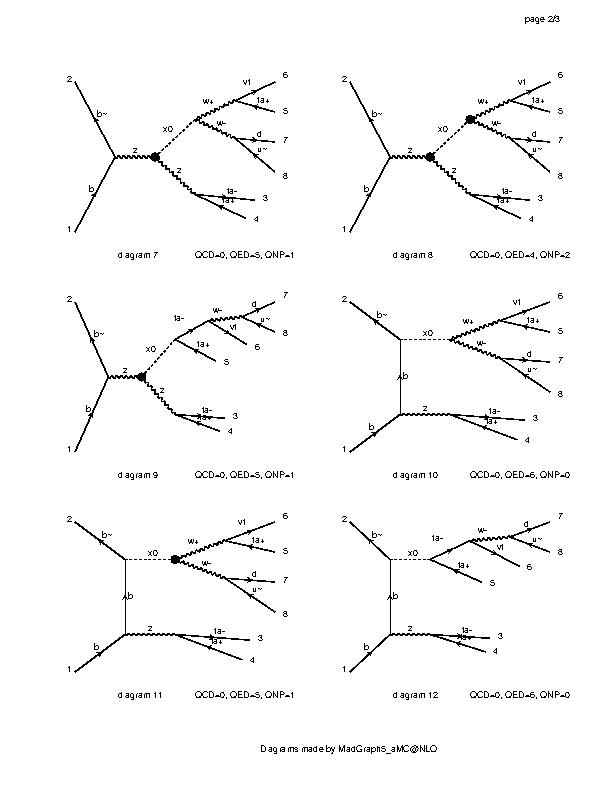 page 2/3
2
b~
b
1
z
x0
z
w+
w-
v1
ta+
d
u~
ta-
ta+
6
5
7
8
3
4
diagram 7 QCD=0, QED=5, QNP=1
2
b~
b
1
z
x0
z
w+
w-
v1
ta+
d
u~
ta-
ta+
6
5
7
8
3
4
diagram 8 QCD=0, QED=4, QNP=2
2
b~
b
1
z
x0
z
ta-
ta+
w-
v1
d
u~
ta-
ta+
7
8
6
5
3
4
diagram 9 QCD=0, QED=5, QNP=1
2
b~
b
b
1
x0
z
w+
w-
v1
ta+
d
u~
ta-
ta+
6
5
7
8
3
4
diagram 10 QCD=0, QED=6, QNP=0
2
b~
b
b
1
x0
z
w+
w-
v1
ta+
d
u~
ta-
ta+
6
5
7
8
3
4
diagram 11 QCD=0, QED=5, QNP=1
2
b~
b
b
1
x0
z
ta-
ta+
w-
v1
d
u~
ta-
ta+
7
8
6
5
3
4
diagram 12 QCD=0, QED=6, QNP=0
Diagrams made by MadGraph5_aMC@NLO